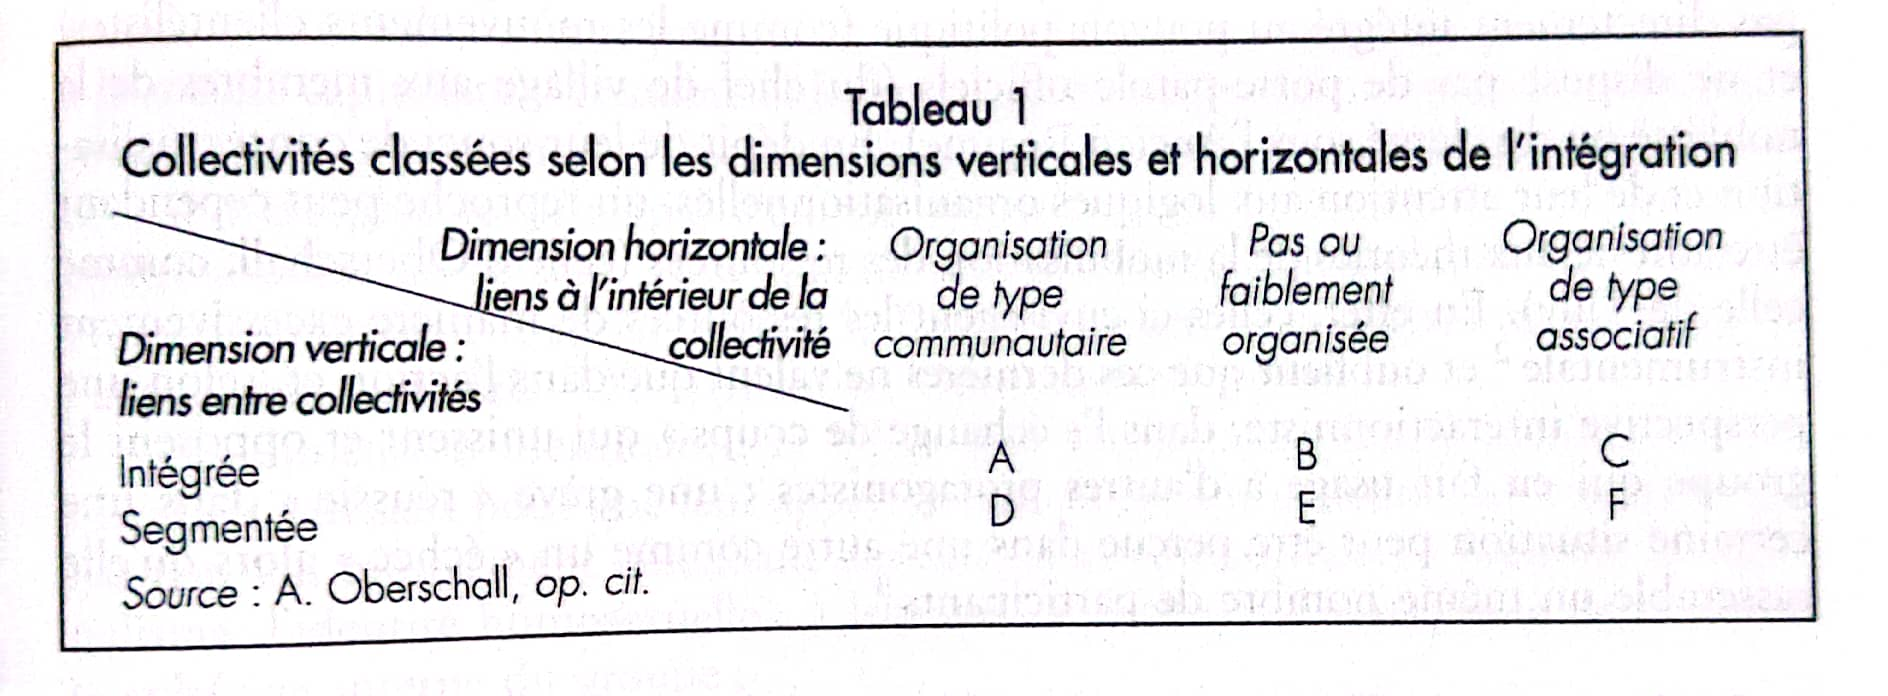 Tableau 1
Collectivités classées selon les dimensions verticales et horizontales de l'intégration
Dimension horizontale :
liens à l'intérieur de la
collectivité
Organisation
de type
communautaire
Pas ou
faiblement
organisée
Organisation
de type
associatif
Dimension verticale :
liens entre collectivités
Intégrée A B C
Segmentée D E F
Source : A. Oberschall, op. cit.